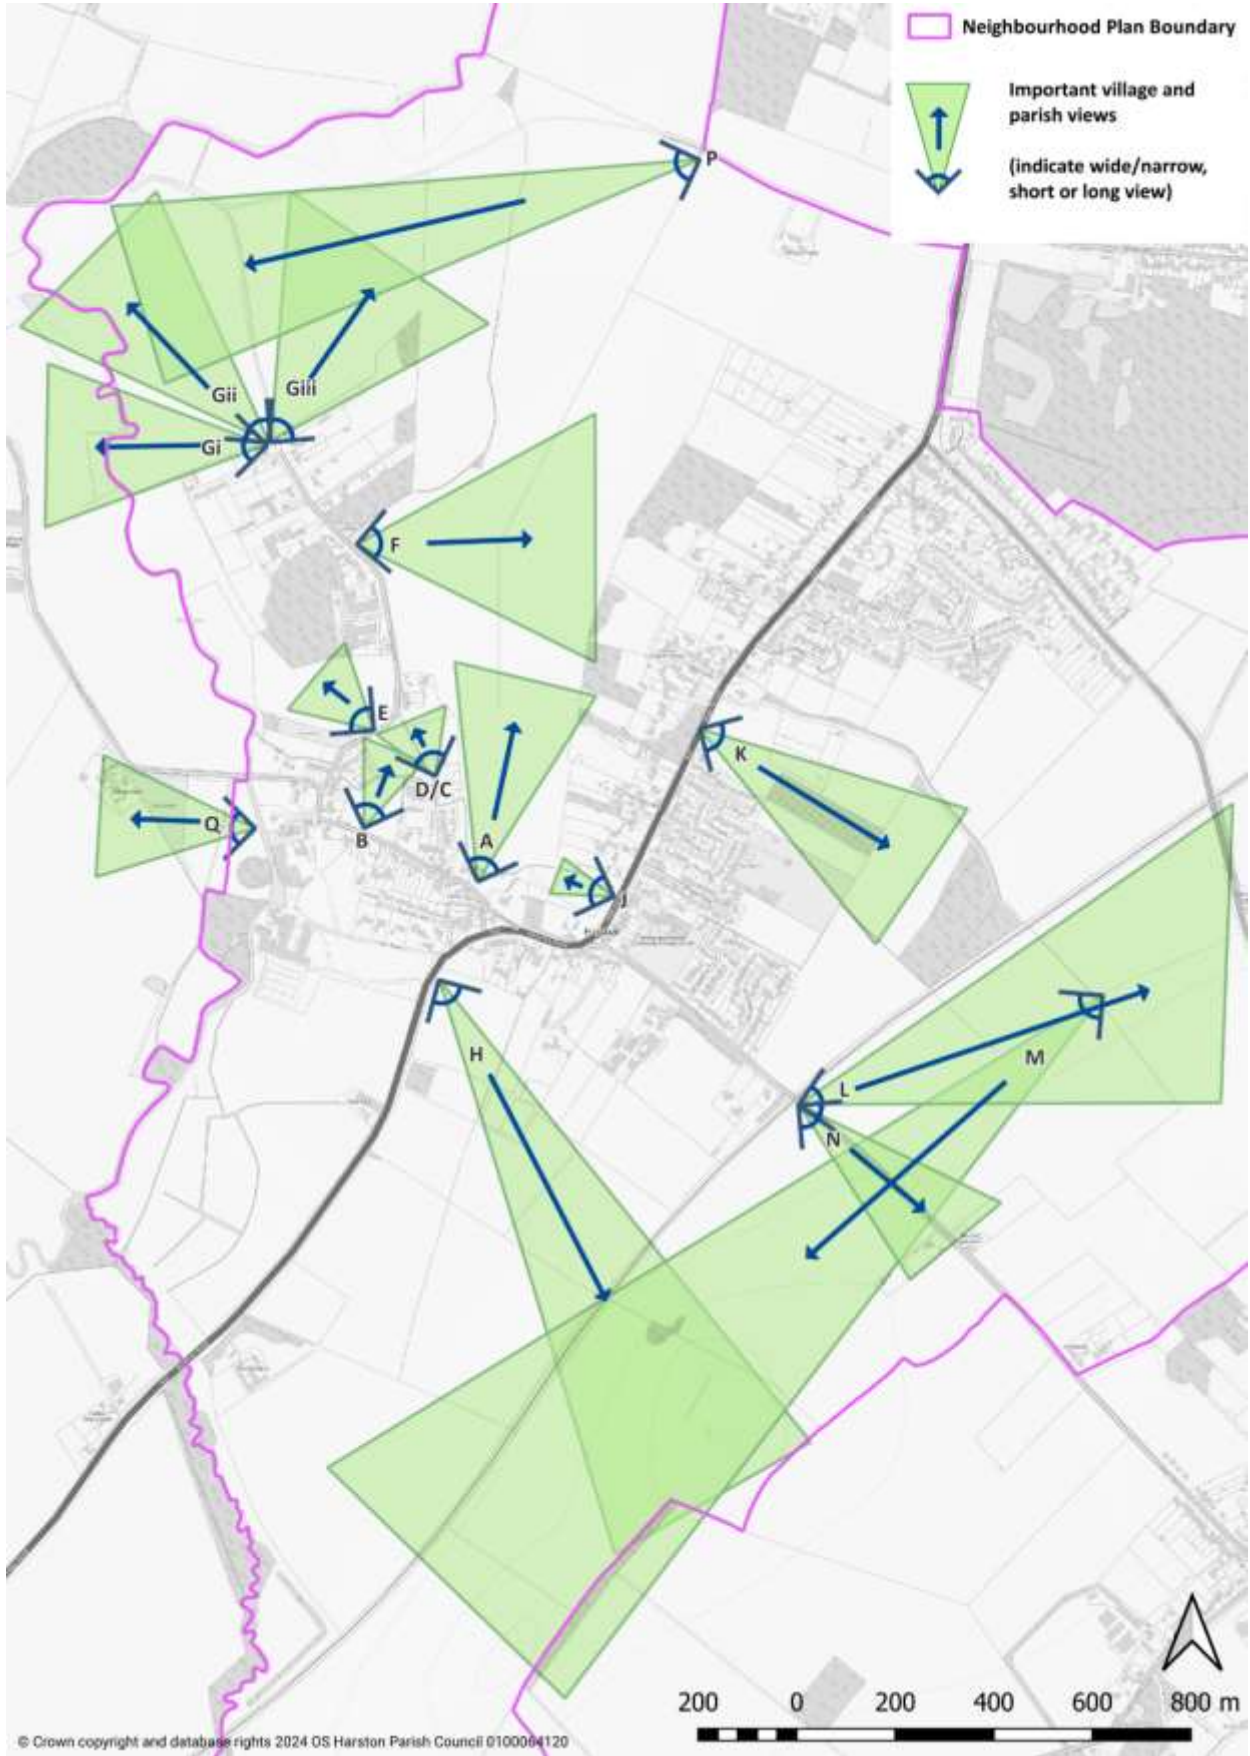 Neighbourhood Plan Boundary
Important village and
parish views
(indicate wide/narrow,
short or long view)
P
Gii
Giii
Gi
F
E
D/C
Q
B
A
K
J
H
L
M
N
200 0 200 400 600 800 m
© Crown copyright and database rights 2024 OS Harston Parish Council 0100064120